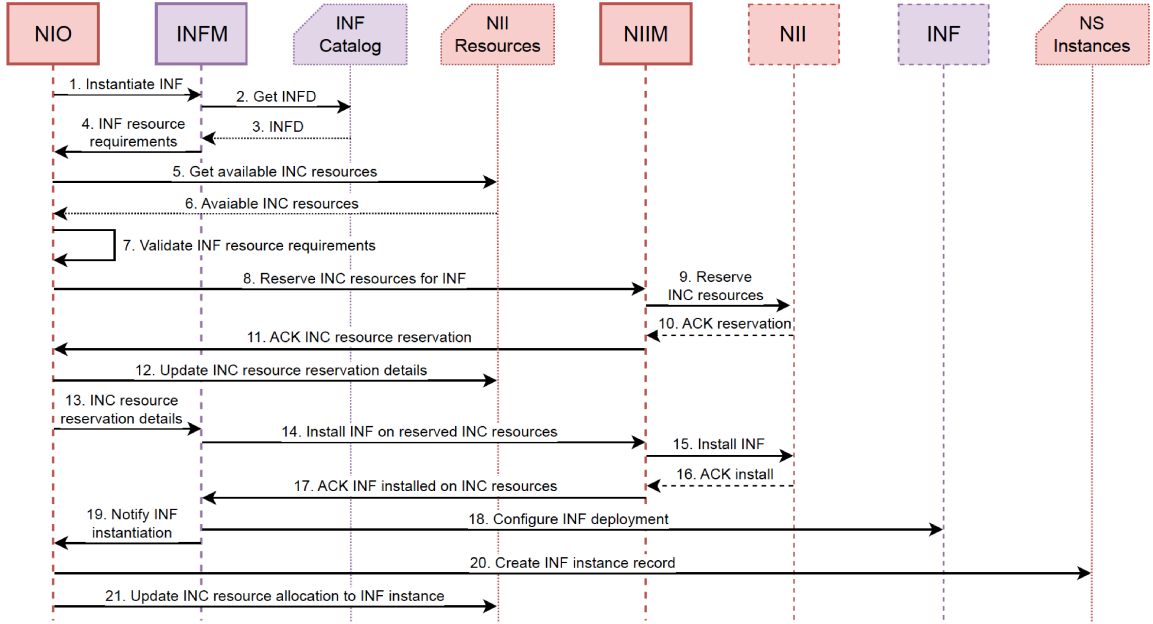 NIO
INFM
INF
Catalog
NII
Resources
NIIM
NII
INF
NS
Instances
1. Instantiate INF
2. Get INFD
3. INFD
4. INF resource
requirements
5. Get available INC resources
6. Avaiable INC resources
7. Validate INF resource requirements
8. Reserve INC resources for INF
9. Reserve
INC resources
10. ACK reservation
11. ACK INC resource reservation
12. Update INC resource reservation details
13. INC resource
reservation details
14. Install INF on reserved INC resources
15. Install INF
16. ACK install
17. ACK INF installed on INC resources
18. Configure INF deployment
19. Notify INF
instantiation
20. Create INF instance record
21. Update INC resource allocation to INF instance